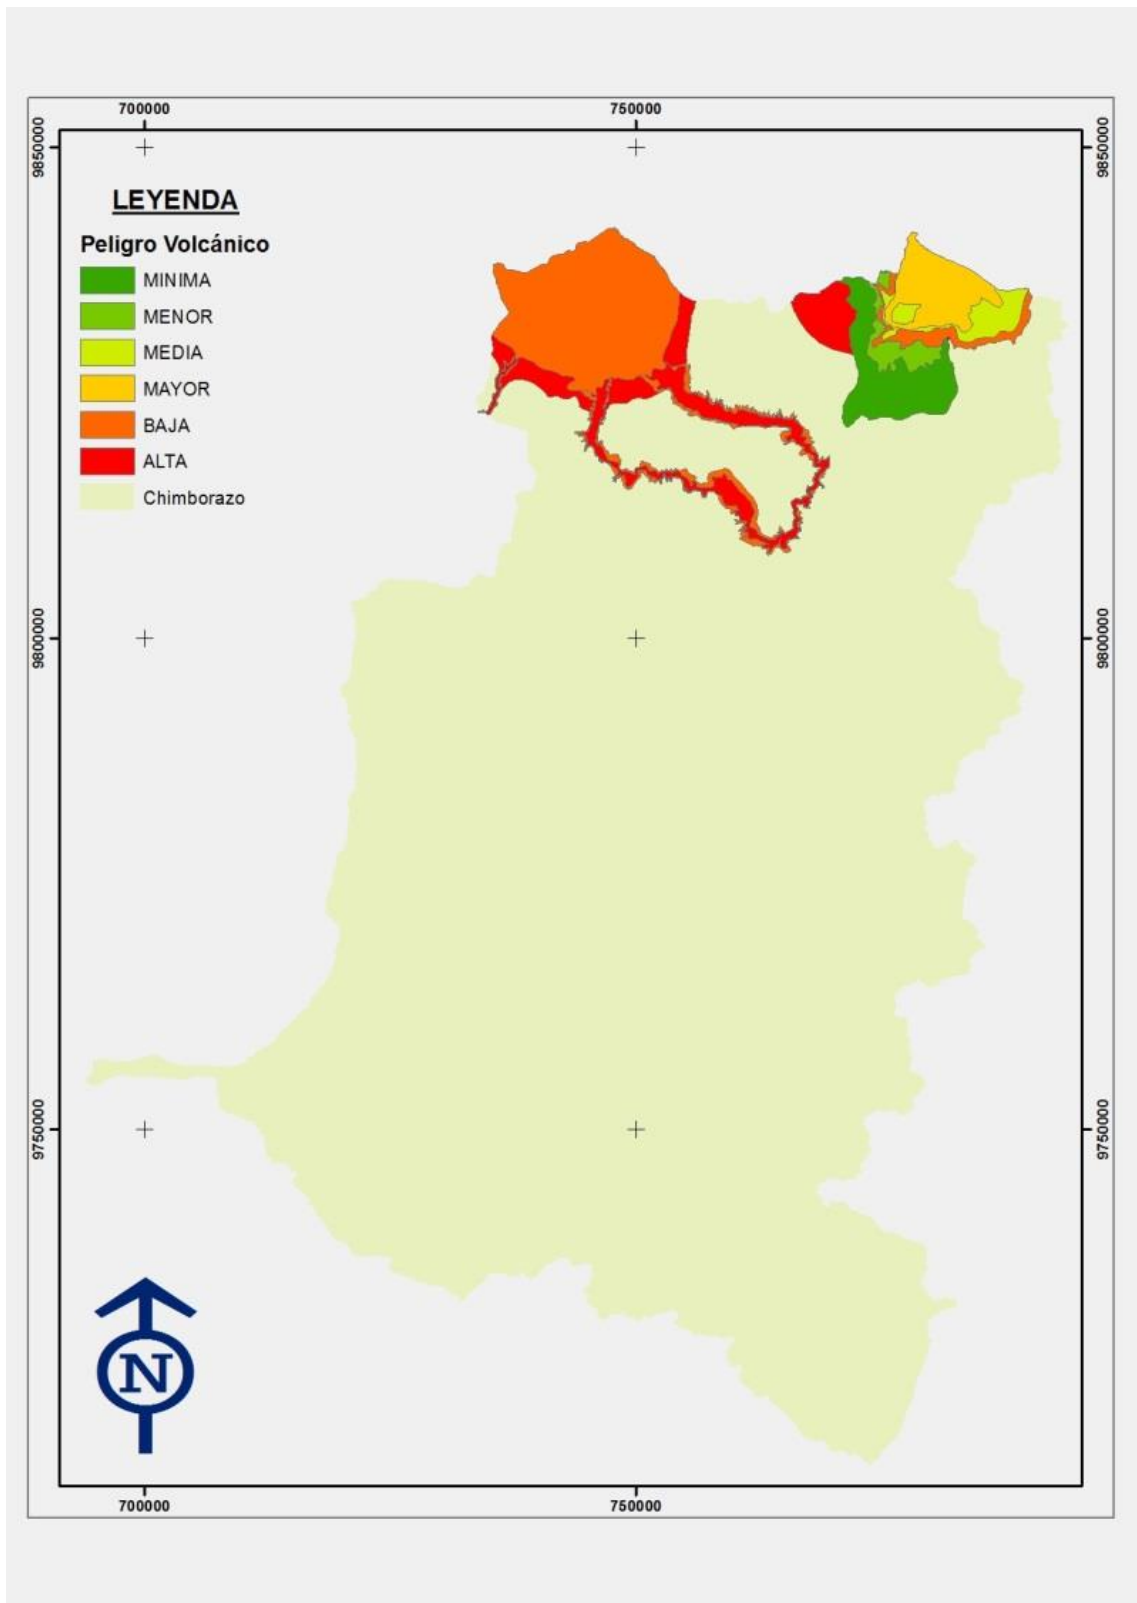 700000 750000
9850000 9850000
LEYENDA
Peligro Volcánico
MINIMA
MENOR
MEDIA
MAYOR
BAJA
ALTA
Chimborazo
9800000 9800000
9750000 9750000
N
700000 750000